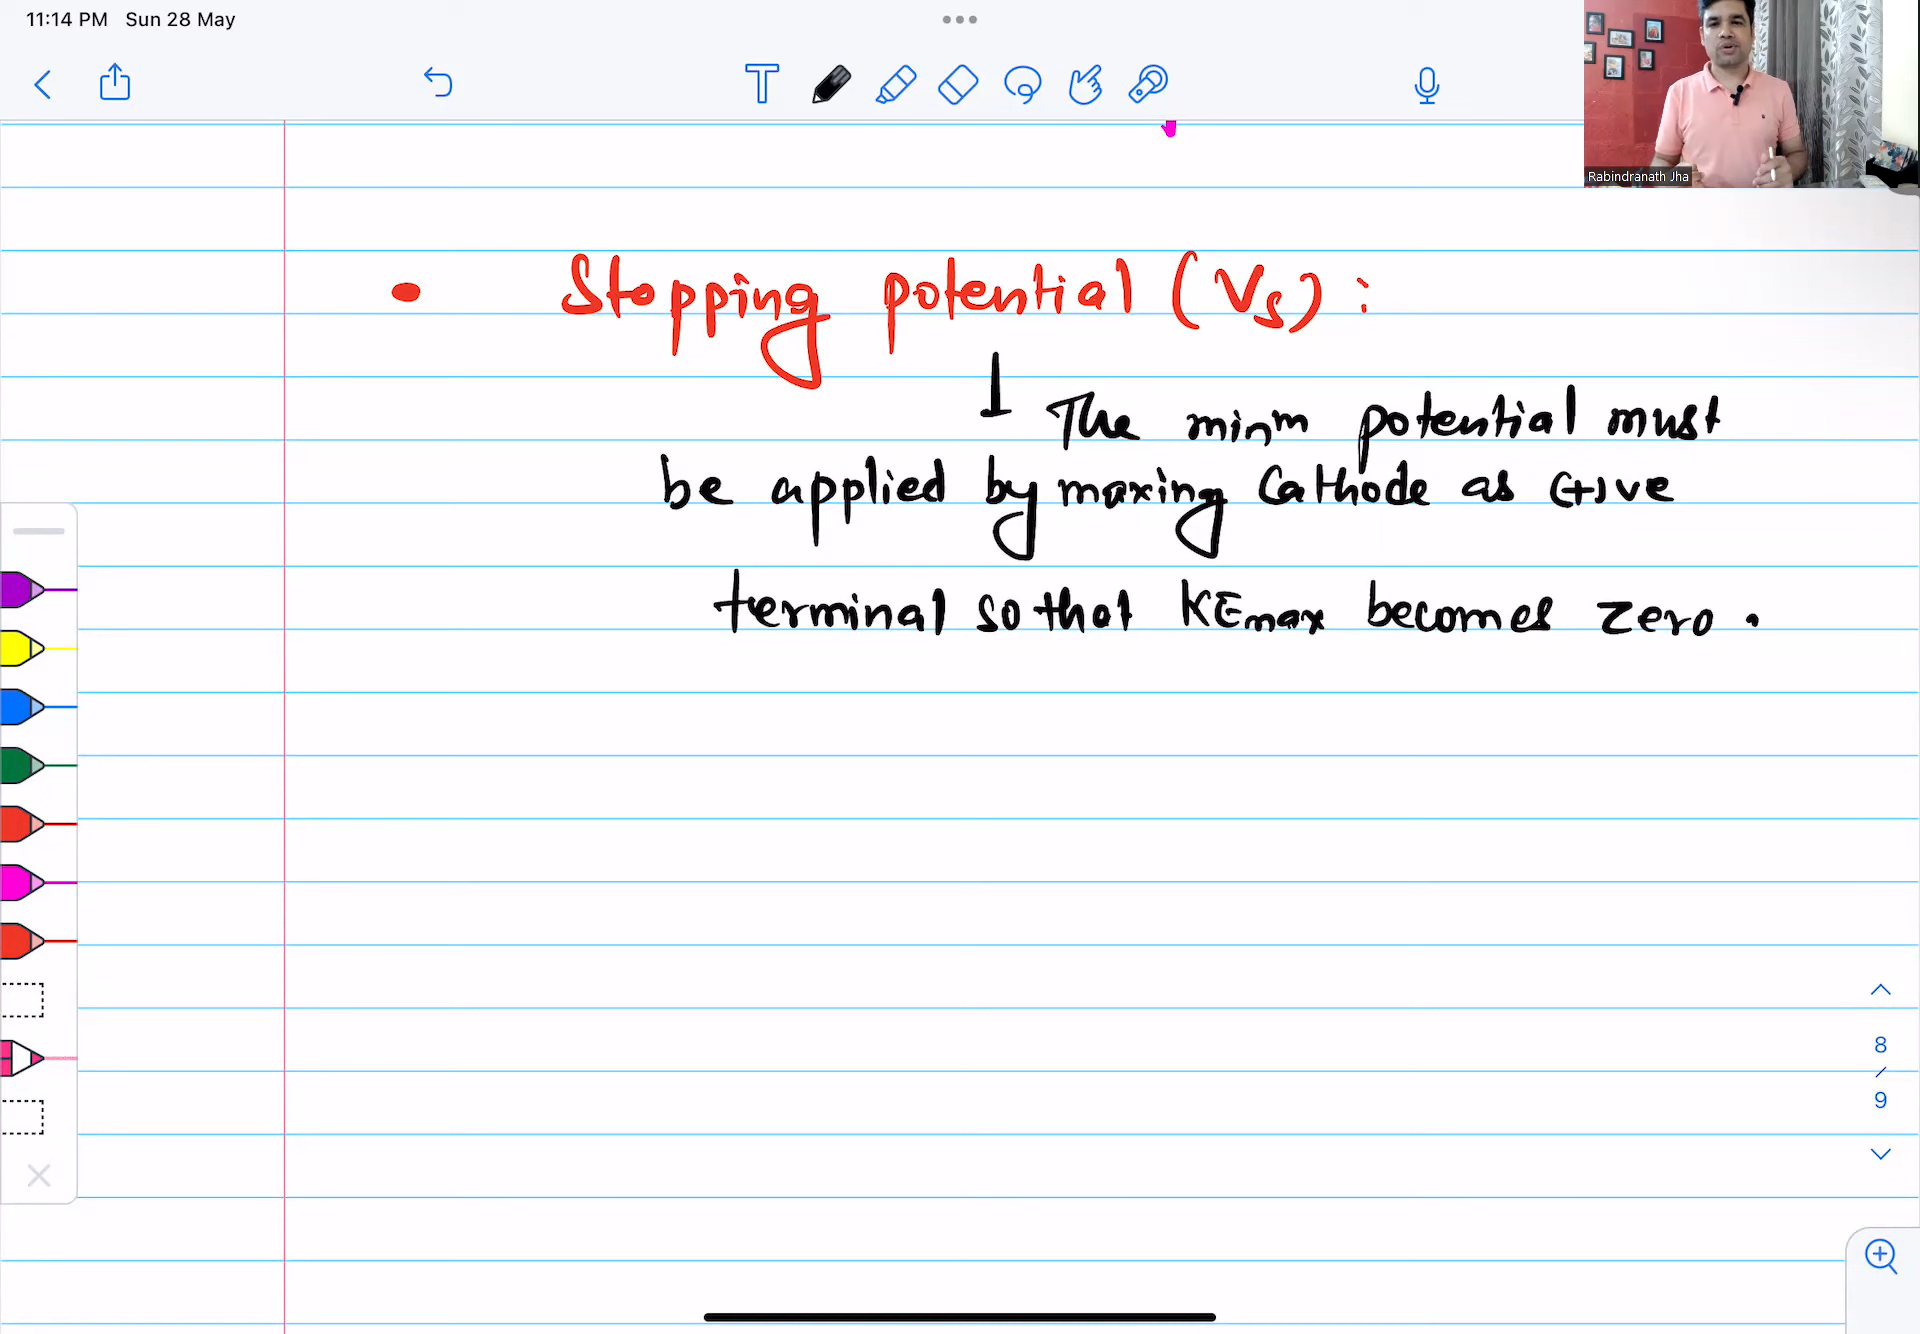 11:14 PM Sun 28 May
Rabindranath Jha
• Stopping potential (Vs) :
The minm potential must
be applied by maxing Cathode as (+)ve
terminal so that KEmax becomes zero.
8
/
9